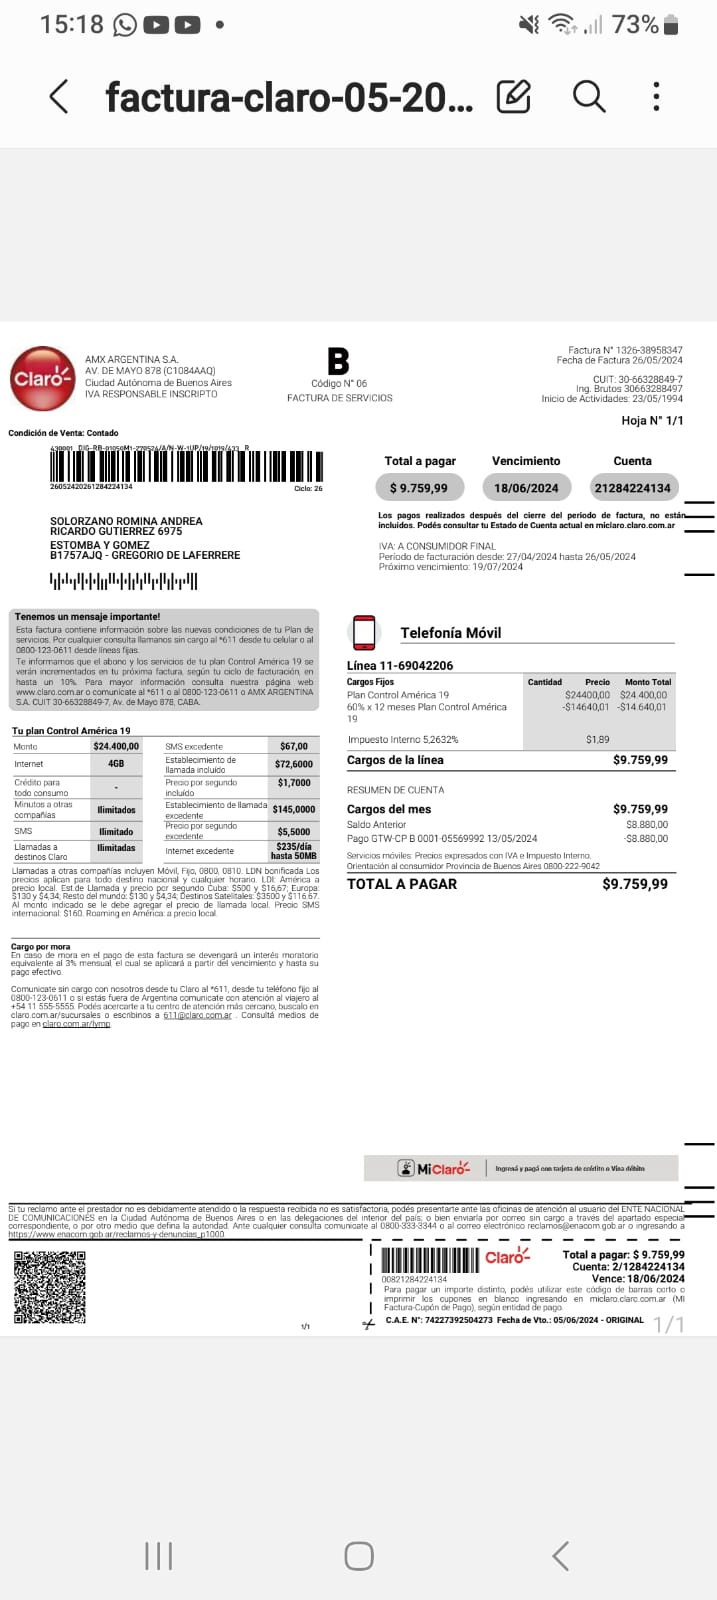 15:18
73%
factura-claro-05-20...
Claro
AMX ARGENTINA S.A.
AV. DE MAYO 878 (C1084AAQ)
Ciudad Autónoma de Buenos Aires
IVA RESPONSABLE INSCRIPTO
B
Código N° 06
FACTURA DE SERVICIOS
Factura N° 1326-38958347
Fecha de Factura 26/05/2024
CUIT: 30-66328849-7
Ing. Brutos 30663288497
Inicio de Actividades: 23/05/1994
Hoja N° 1/1
Condición de Venta: Contado
26052420261284224134
Ciclo: 26
Total a pagar
Vencimiento
Cuenta
$ 9.759,99
18/06/2024
21284224134
Los pagos realizados después del cierre del periodo de factura, no están
incluidos. Podés consultar tu Estado de Cuenta actual en miclaro.claro.com.ar
SOLORZANO ROMINA ANDREA
RICARDO GUTIERREZ 6975
ESTOMBA Y GOMEZ
B1757AJQ - GREGORIO DE LAFERRERE
IVA: A CONSUMIDOR FINAL
Período de facturación desde: 27/04/2024 hasta 26/05/2024
Próximo vencimiento: 19/07/2024
Tenemos un mensaje importante!
Esta factura contiene información sobre las nuevas condiciones de tu Plan de
servicios. Por cualquier consulta llamanos sin cargo al *611 desde tu celular o al
0800-123-0611 desde líneas fijas.
Te informamos que el abono y los servicios de tu plan Control América 19 se
verán incrementados en tu próxima factura, según tu ciclo de facturación, en
hasta un 10%. Para mayor información consulta nuestra página web
www.claro.com.ar o comunicate al *611 o al 0800-123-0611 o AMX ARGENTINA
S.A. CUIT 30-66328849-7, Av. de Mayo 878, CABA.
Tu plan Control América 19
Monto $24.400,00
SMS excedente $67,00
Internet 4GB
Establecimiento de
llamada incluído $72,6000
Crédito para
todo consumo -
Precio por segundo
incluído $1,7000
Minutos a otras
compañías Ilimitados
Establecimiento de llamada
excedente $145,0000
SMS Ilimitado
Precio por segundo
excedente $5,5000
Llamadas a
destinos Claro Ilimitadas
Internet excedente $235/día
hasta 50MB
Llamadas a otras compañías incluyen Móvil, Fijo, 0800, 0810. LDN bonificada Los
precios aplican para todo destino nacional y cualquier horario. LDI: América a
precio local. Est.de Llamada y precio por segundo Cuba: $500 y $16,67; Europa:
$130 y $4,34; Resto del mundo: $130 y $4,34; Destinos Satelitales: $3500 y $116.67.
Al monto indicado se le debe agregar el precio de llamada local. Precio SMS
internacional: $160. Roaming en América: a precio local.
Cargo por mora
En caso de mora en el pago de esta factura se devengará un interés moratorio
equivalente al 3% mensual, el cual se aplicará a partir del vencimiento y hasta su
pago efectivo.
Comunicate sin cargo con nosotros desde tu Claro al *611, desde tu teléfono fijo al
0800-123-0611 o si estás fuera de Argentina comunicate con atención al viajero al
+54 11 555-5555. Podés acercarte a tu centro de atención más cercano, buscalo en
claro.com.ar/sucursales o escribinos a 611@claro.com.ar . Consultá medios de
pago en claro.com.ar/lymp
Telefonía Móvil
Línea 11-69042206
Cargos Fijos Cantidad Precio Monto Total
Plan Control América 19 $24400,00 $24.400,00
60% x 12 meses Plan Control América -$14640,01 -$14.640,01
19
Impuesto Interno 5,2632% $1,89
Cargos de la línea $9.759,99
RESUMEN DE CUENTA
Cargos del mes $9.759,99
Saldo Anterior $8.880,00
Pago GTW-CP B 0001-05569992 13/05/2024 -$8.880,00
Servicios móviles: Precios expresados con IVA e Impuesto Interno.
Orientación al consumidor Provincia de Buenos Aires 0800-222-9042
TOTAL A PAGAR $9.759,99
MiClaro
Ingresá y pagá con tarjeta de crédito o Visa débito
Si tu reclamo ante el prestador no es debidamente atendido o la respuesta recibida no es satisfactoria, podés presentarte ante las oficinas de atención al usuario del ENTE NACIONAL
DE COMUNICACIONES en la Ciudad Autónoma de Buenos Aires o en las delegaciones del interior del país; o bien enviarla por correo sin cargo a través del apartado especial
correspondiente, o por otro medio que defina la autoridad. Ante cualquier consulta comunicate al 0800-333-3344 o al correo electrónico reclamos@enacom.gob.ar o ingresando a
https://www.enacom.gob.ar/reclamos-y-denuncias_p1000.
Claro
00821284224134
Total a pagar: $ 9.759,99
Cuenta: 2/1284224134
Vence: 18/06/2024
Para pagar un importe distinto, podés utilizar este código de barras corto o
imprimir los cupones en blanco ingresando en miclaro.claro.com.ar (MI
Factura-Cupón de Pago), según entidad de pago.
1/1
C.A.E. N°: 74227392504273 Fecha de Vto.: 05/06/2024 - ORIGINAL
1/1